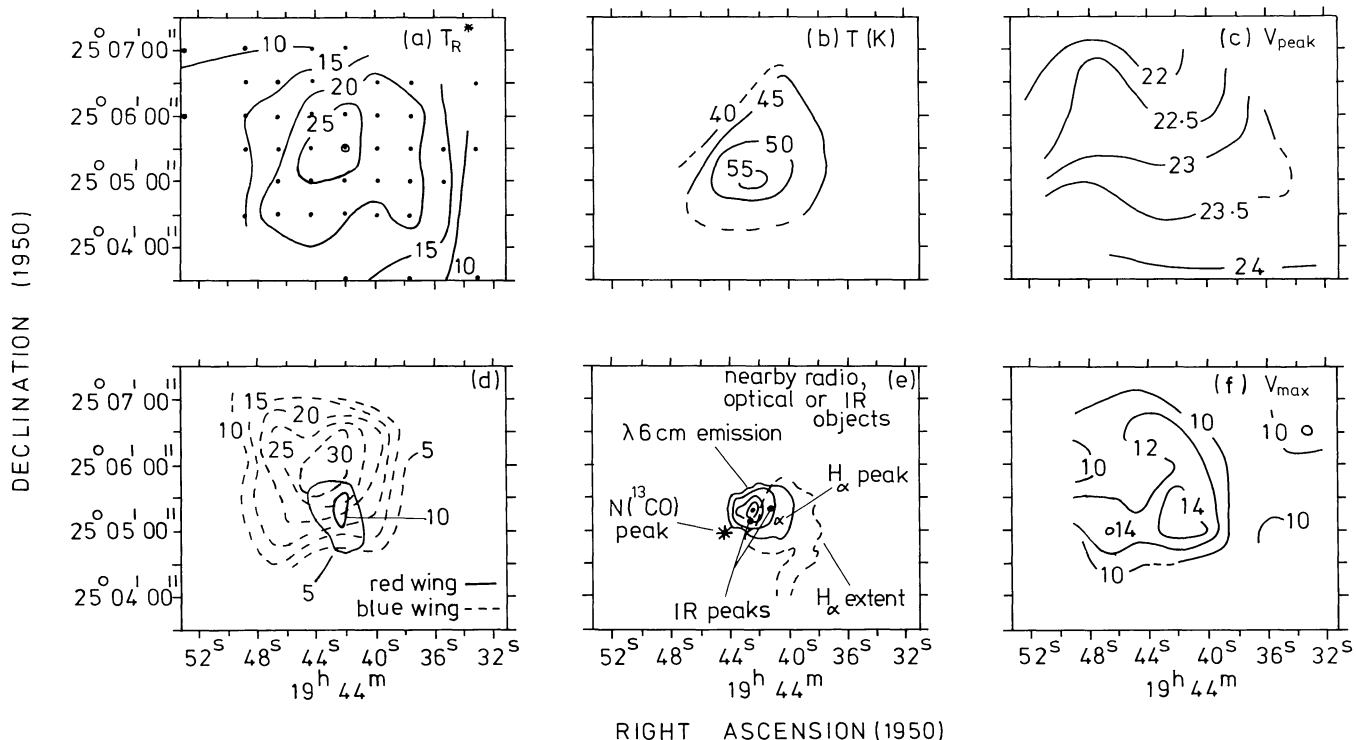 DECLINATION (1950)
25° 07' 00"
25° 06' 00"
25° 05' 00"
25° 04' 00"
(a) T_R*
10
15
20
25
15
10
(b) T (K)
40
45
50
55
(c) V_peak
22
22·5
23
23·5
24
25° 07' 00"
25° 06' 00"
25° 05' 00"
25° 04' 00"
(d)
15
20
10
25
30
5
10
5
red wing
blue wing
52^s 48^s 44^s 40^s 36^s 32^s
19^h 44^m
(e)
nearby radio,
optical or IR
objects
λ 6 cm emission
H_α peak
N(¹³CO)
peak
α
IR peaks
H_α extent
52^s 48^s 44^s 40^s 36^s 32^s
19^h 44^m
(f) V_max
10
10
12
10
14
14
10
10
52^s 48^s 44^s 40^s 36^s 32^s
19^h 44^m
RIGHT ASCENSION (1950)